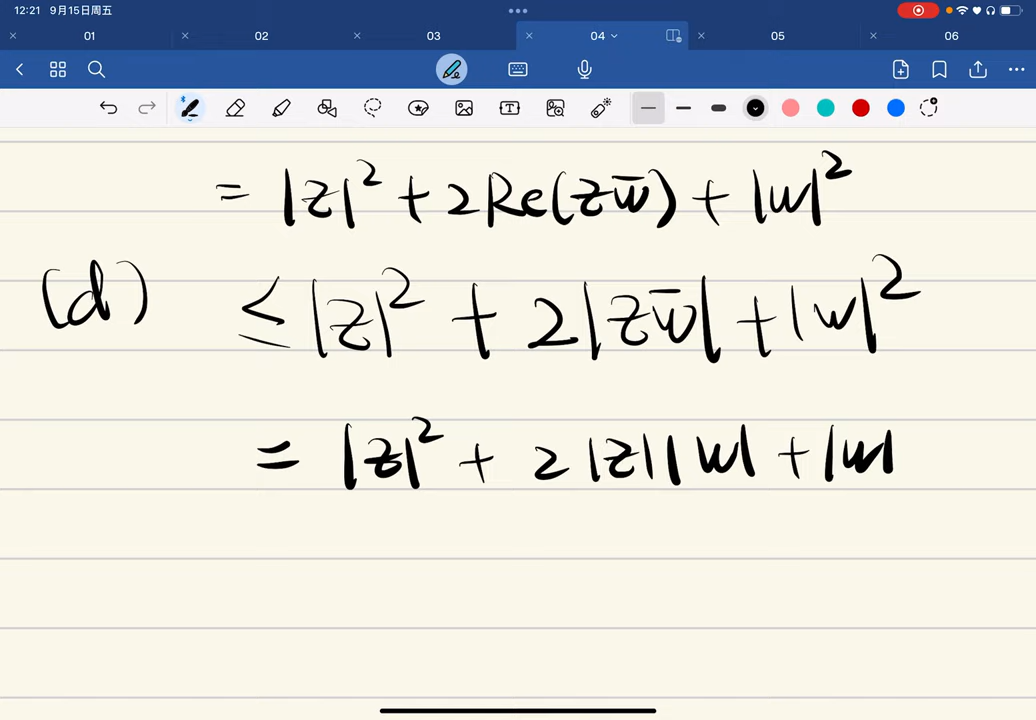 12:21 9月15日周五
01 02 03 04 05 06
= |z|² + 2Re(zw̅) + |w|²
(d) ≤ |z|² + 2|zw̅| + |w|²
= |z|² + 2|z||w| + |w|